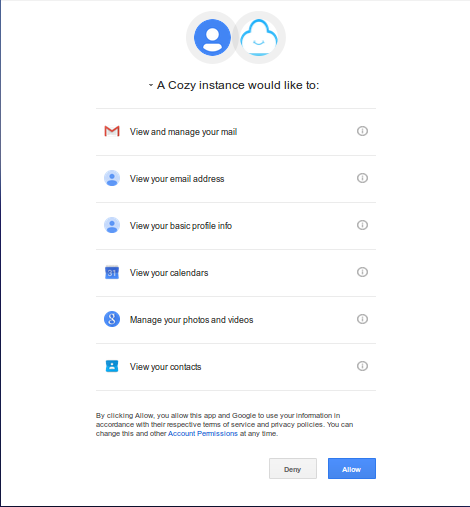 A Cozy instance would like to:
View and manage your mail
View your email address
View your basic profile info
31
View your calendars
8
Manage your photos and videos
View your contacts
By clicking Allow, you allow this app and Google to use your information in
accordance with their respective terms of service and privacy policies. You can
change this and other Account Permissions at any time.
Deny
Allow